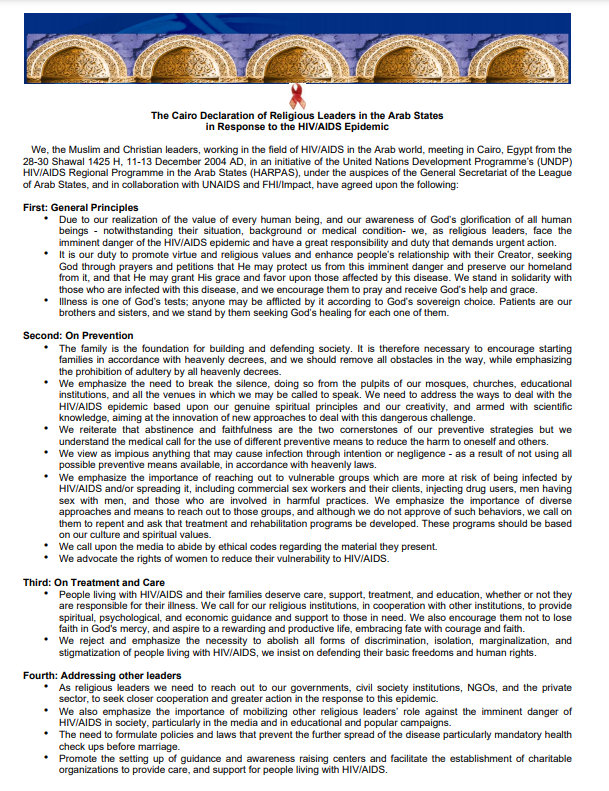 The Cairo Declaration of Religious Leaders in the Arab States
in Response to the HIV/AIDS Epidemic
We, the Muslim and Christian leaders, working in the field of HIV/AIDS in the Arab world, meeting in Cairo, Egypt from the
28-30 Shawal 1425 H, 11-13 December 2004 AD, in an initiative of the United Nations Development Programme's (UNDP)
HIV/AIDS Regional Programme in the Arab States (HARPAS), under the auspices of the General Secretariat of the League
of Arab States, and in collaboration with UNAIDS and FHI/Impact, have agreed upon the following:
First: General Principles
• Due to our realization of the value of every human being, and our awareness of God's glorification of all human
beings - notwithstanding their situation, background or medical condition- we, as religious leaders, face the
imminent danger of the HIV/AIDS epidemic and have a great responsibility and duty that demands urgent action.
• It is our duty to promote virtue and religious values and enhance people's relationship with their Creator, seeking
God through prayers and petitions that He may protect us from this imminent danger and preserve our homeland
from it, and that He may grant His grace and favor upon those affected by this disease. We stand in solidarity with
those who are infected with this disease, and we encourage them to pray and receive God's help and grace.
• Illness is one of God's tests; anyone may be afflicted by it according to God's sovereign choice. Patients are our
brothers and sisters, and we stand by them seeking God's healing for each one of them.
Second: On Prevention
• The family is the foundation for building and defending society. It is therefore necessary to encourage starting
families in accordance with heavenly decrees, and we should remove all obstacles in the way, while emphasizing
the prohibition of adultery by all heavenly decrees.
• We emphasize the need to break the silence, doing so from the pulpits of our mosques, churches, educational
institutions, and all the venues in which we may be called to speak. We need to address the ways to deal with the
HIV/AIDS epidemic based upon our genuine spiritual principles and our creativity, and armed with scientific
knowledge, aiming at the innovation of new approaches to deal with this dangerous challenge.
• We reiterate that abstinence and faithfulness are the two cornerstones of our preventive strategies but we
understand the medical call for the use of different preventive means to reduce the harm to oneself and others.
• We view as impious anything that may cause infection through intention or negligence - as a result of not using all
possible preventive means available, in accordance with heavenly laws.
• We emphasize the importance of reaching out to vulnerable groups which are more at risk of being infected by
HIV/AIDS and/or spreading it, including commercial sex workers and their clients, injecting drug users, men having
sex with men, and those who are involved in harmful practices. We emphasize the importance of diverse
approaches and means to reach out to those groups, and although we do not approve of such behaviors, we call on
them to repent and ask that treatment and rehabilitation programs be developed. These programs should be based
on our culture and spiritual values.
• We call upon the media to abide by ethical codes regarding the material they present.
• We advocate the rights of women to reduce their vulnerability to HIV/AIDS.
Third: On Treatment and Care
• People living with HIV/AIDS and their families deserve care, support, treatment, and education, whether or not they
are responsible for their illness. We call for our religious institutions, in cooperation with other institutions, to provide
spiritual, psychological, and economic guidance and support to those in need. We also encourage them not to lose
faith in God's mercy, and aspire to a rewarding and productive life, embracing fate with courage and faith.
• We reject and emphasize the necessity to abolish all forms of discrimination, isolation, marginalization, and
stigmatization of people living with HIV/AIDS, we insist on defending their basic freedoms and human rights.
Fourth: Addressing other leaders
• As religious leaders we need to reach out to our governments, civil society institutions, NGOs, and the private
sector, to seek closer cooperation and greater action in the response to this epidemic.
• We also emphasize the importance of mobilizing other religious leaders' role against the imminent danger of
HIV/AIDS in society, particularly in the media and in educational and popular campaigns.
• The need to formulate policies and laws that prevent the further spread of the disease particularly mandatory health
check ups before marriage.
• Promote the setting up of guidance and awareness raising centers and facilitate the establishment of charitable
organizations to provide care, and support for people living with HIV/AIDS.